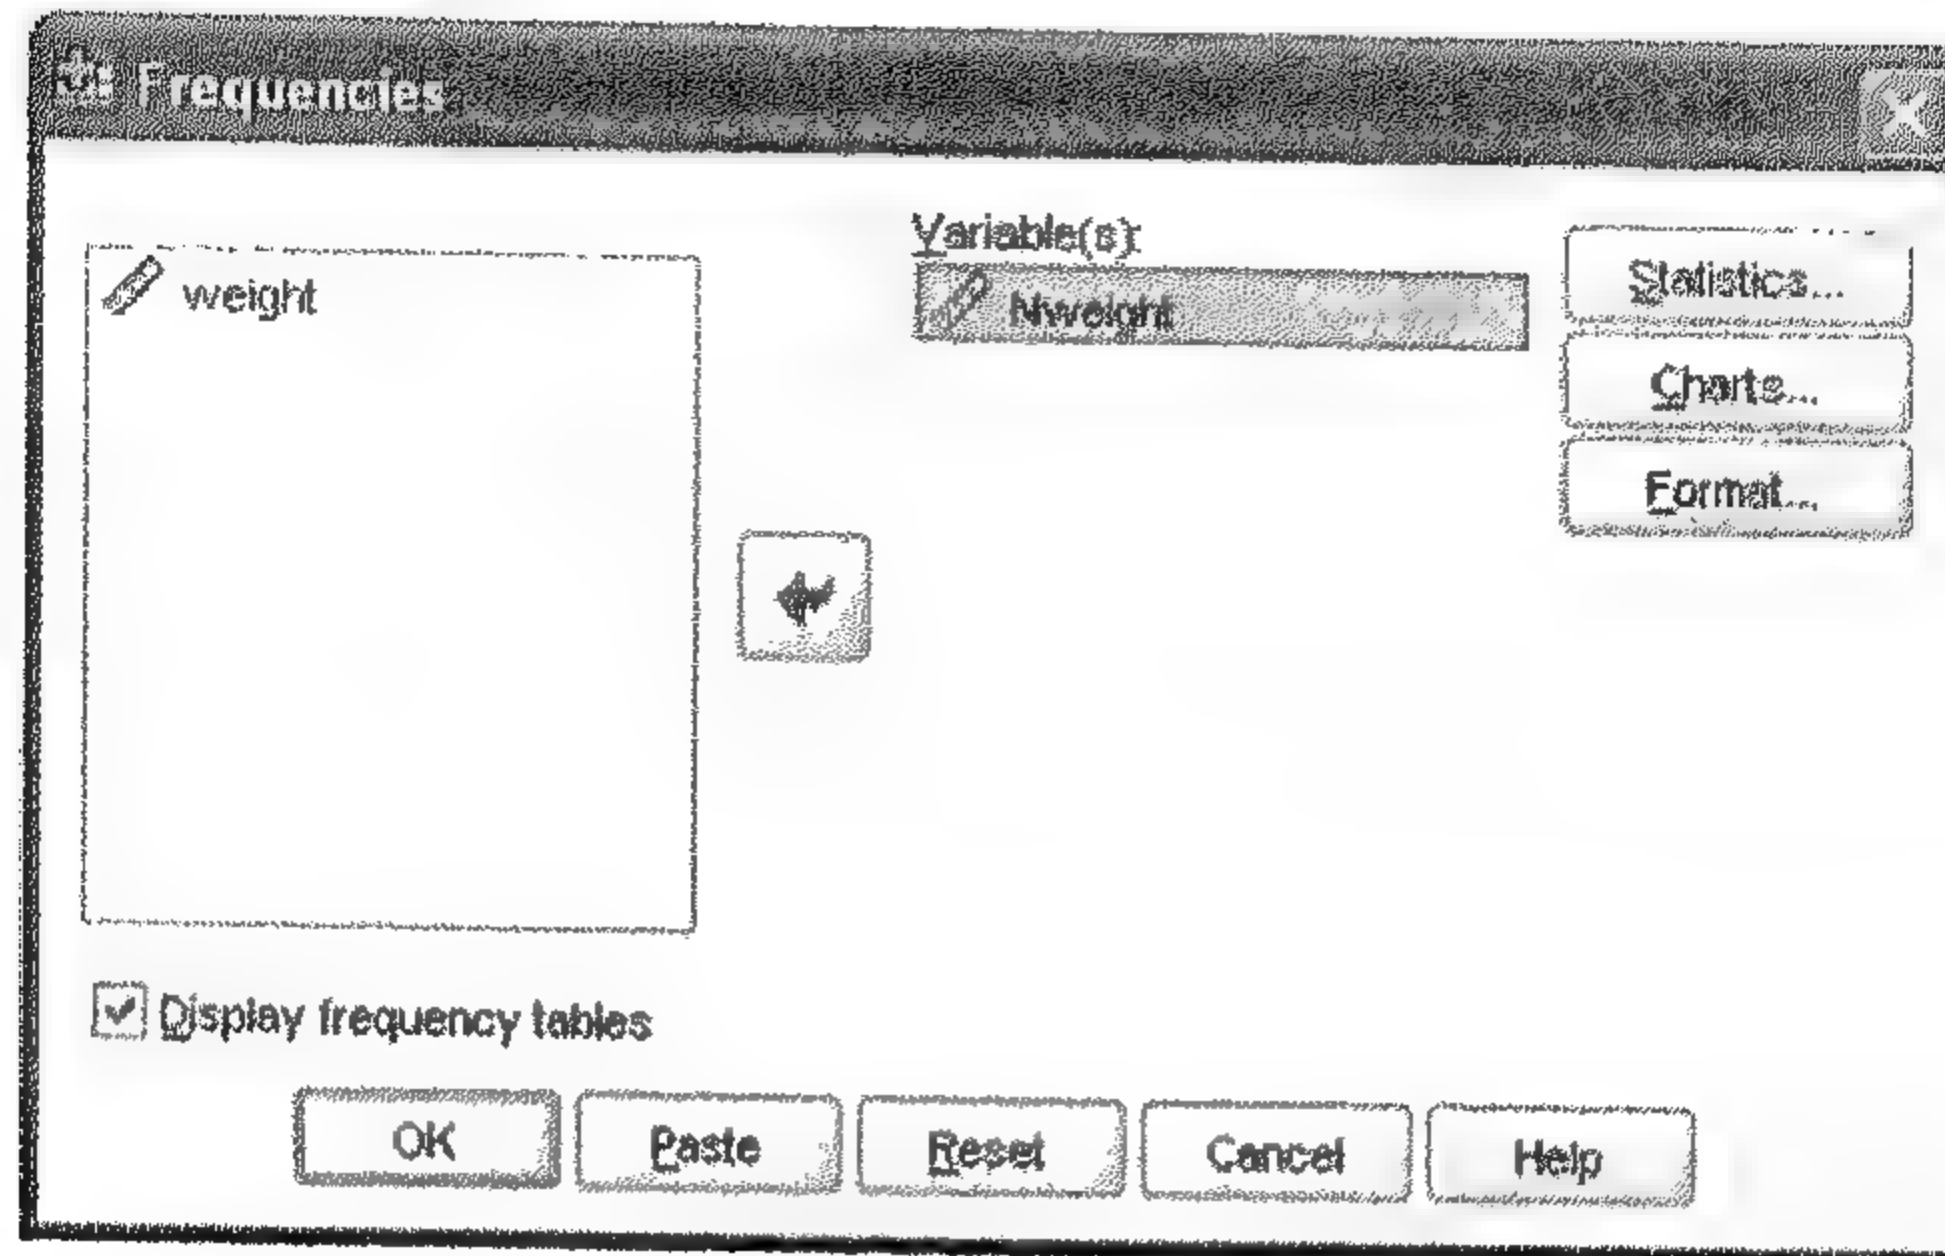 Frequencies
weight
Variable(s):
Nweight
Statistics...
Charts...
Format...
Display frequency tables
OK
Paste
Reset
Cancel
Help